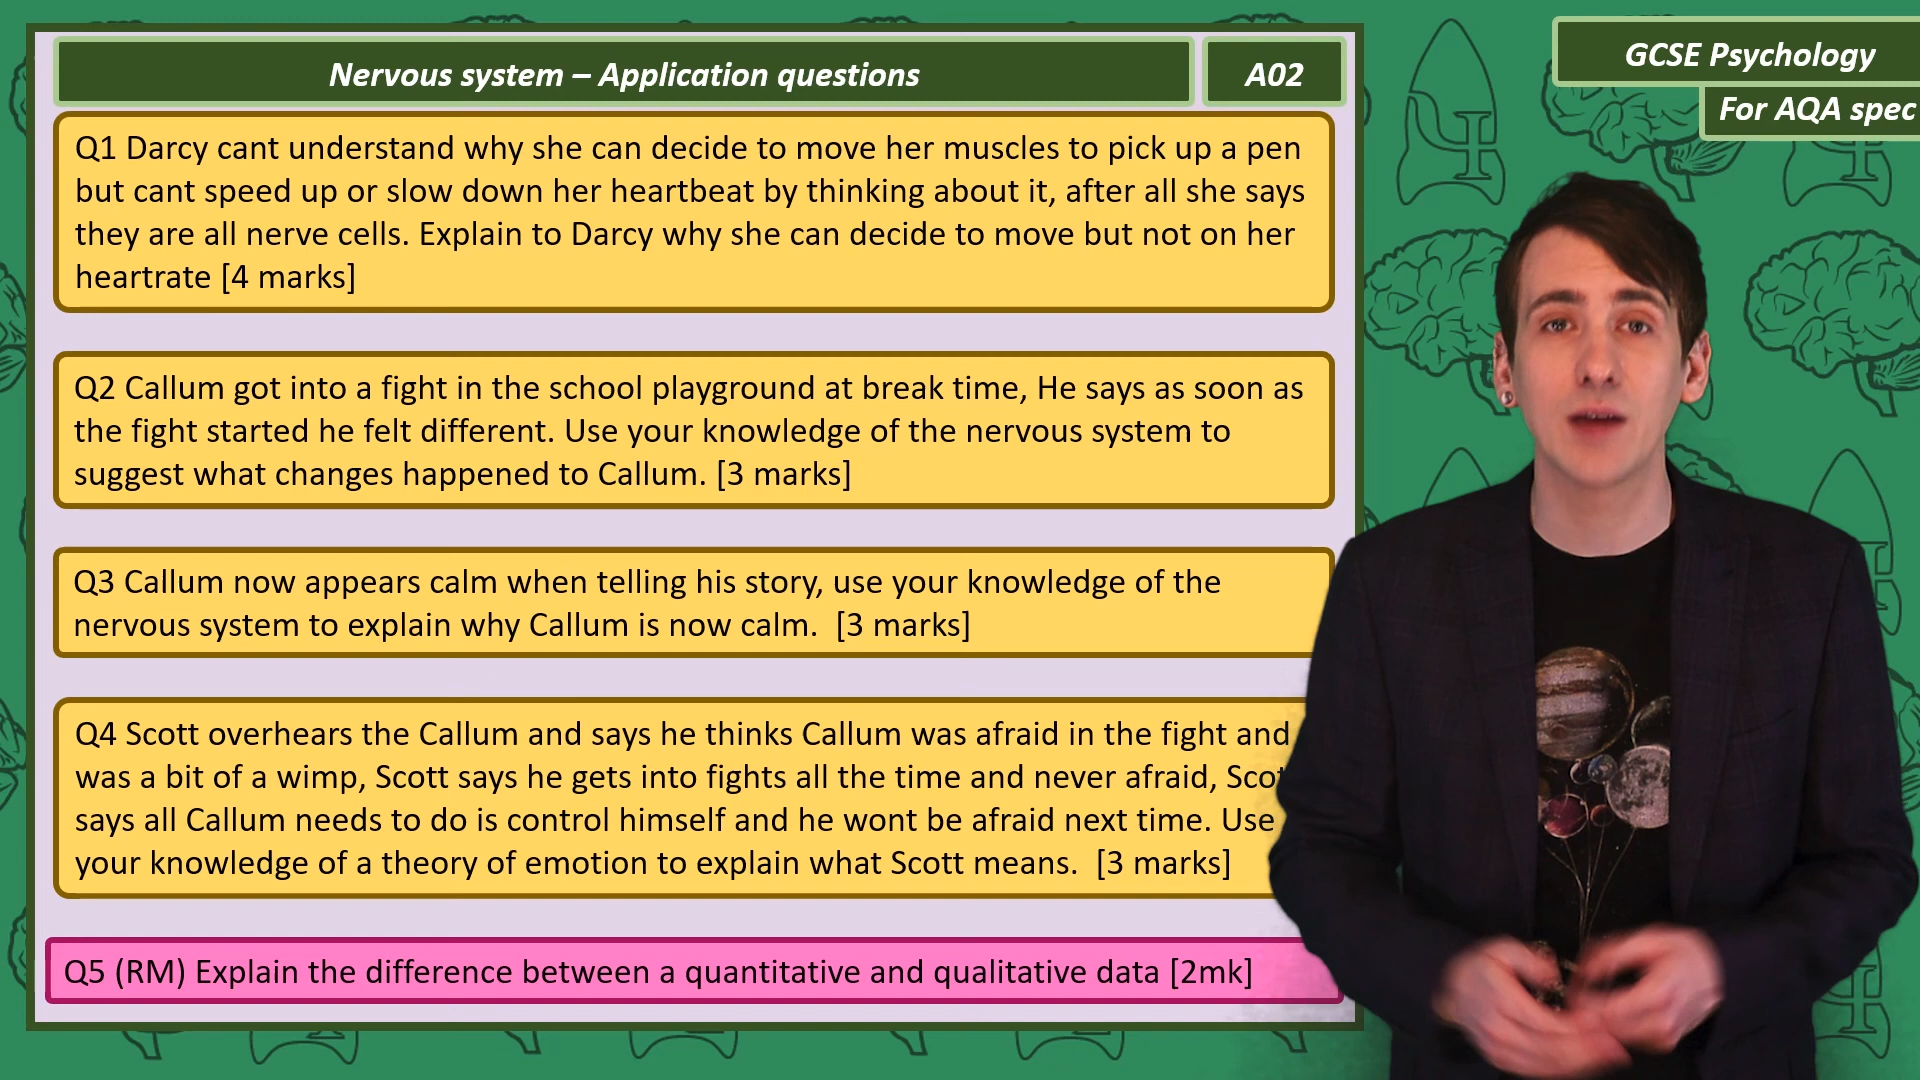 Nervous system – Application questions
A02
GCSE Psychology
For AQA spec
Q1 Darcy cant understand why she can decide to move her muscles to pick up a pen
but cant speed up or slow down her heartbeat by thinking about it, after all she says
they are all nerve cells. Explain to Darcy why she can decide to move but not on her
heartrate [4 marks]
Q2 Callum got into a fight in the school playground at break time, He says as soon as
the fight started he felt different. Use your knowledge of the nervous system to
suggest what changes happened to Callum. [3 marks]
Q3 Callum now appears calm when telling his story, use your knowledge of the
nervous system to explain why Callum is now calm.  [3 marks]
Q4 Scott overhears the Callum and says he thinks Callum was afraid in the fight and
was a bit of a wimp, Scott says he gets into fights all the time and never afraid, Scot
says all Callum needs to do is control himself and he wont be afraid next time. Use
your knowledge of a theory of emotion to explain what Scott means.  [3 marks]
Q5 (RM) Explain the difference between a quantitative and qualitative data [2mk]